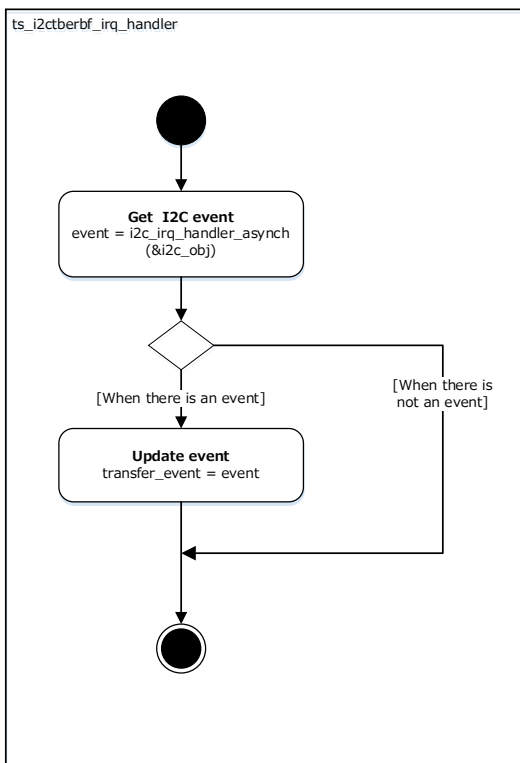 ts_i2ctberbf_irq_handler
Get  I2C event
event = i2c_irq_handler_asynch
(&i2c_obj)
[When there is an event]
[When there is
not an event]
Update event
transfer_event = event